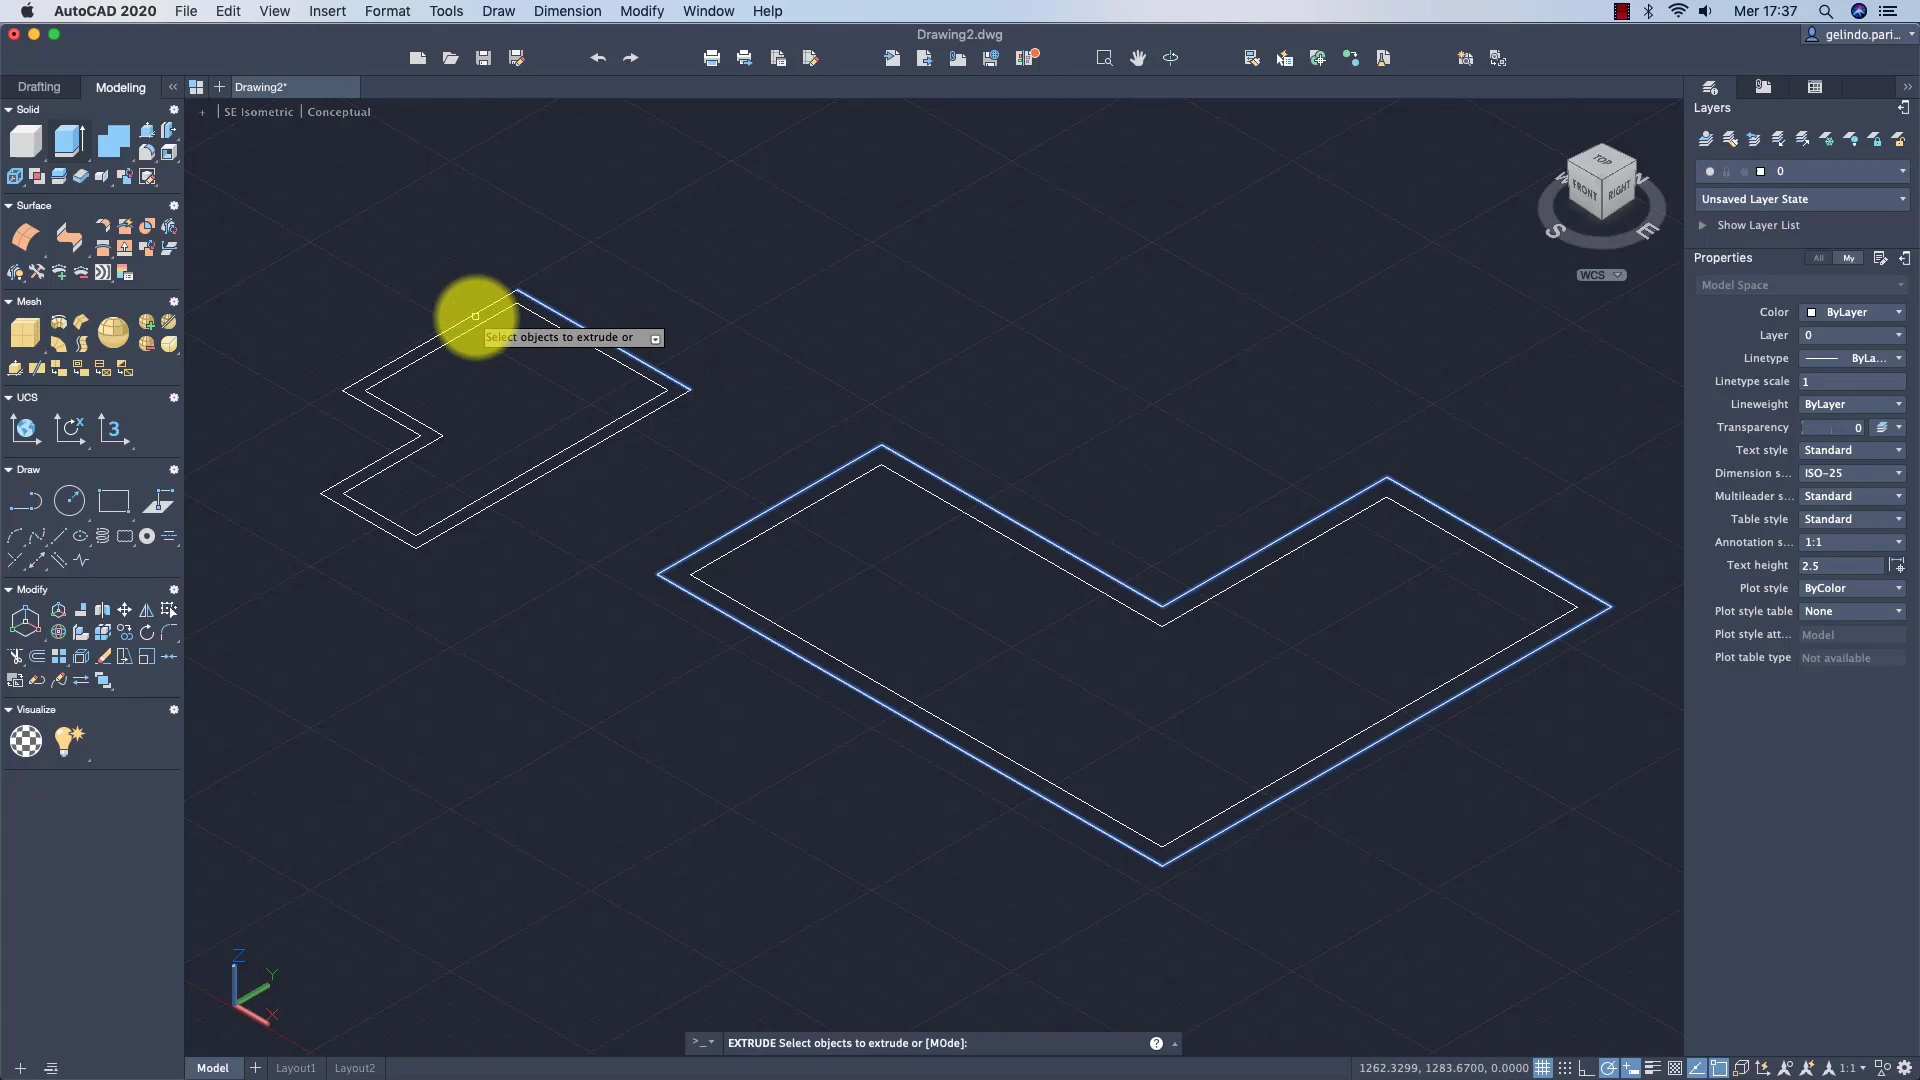 AutoCAD 2020 File Edit View Insert Format Tools Draw Dimension Modify Window Help Mer 17:37
Drawing2.dwg gelindo.pari...
Drafting Modeling Drawing2*
Solid + SE Isometric Conceptual Layers
0
Unsaved Layer State
Surface
Show Layer List
Properties All My
WCS
Model Space
Mesh
Color ByLayer
Layer 0
Linetype ByLa...
Linetype scale 1
Lineweight ByLayer
Transparency 0
Text style Standard
Dimension s... ISO-25
Multileader s... Standard
Table style Standard
Annotation s... 1:1
Text height 2.5
Plot style ByColor
Plot style table None
Plot style att... Model
Plot table type Not available
UCS
X 3
Draw
Modify
Visualize
TOP
FRONT RIGHT
W N
S E
Select objects to extrude or
Z
Y
X
>_ EXTRUDE Select objects to extrude or [MOde]: ?
Model + Layout1 Layout2 1262.3299, 1283.6700, 0.0000 1:1